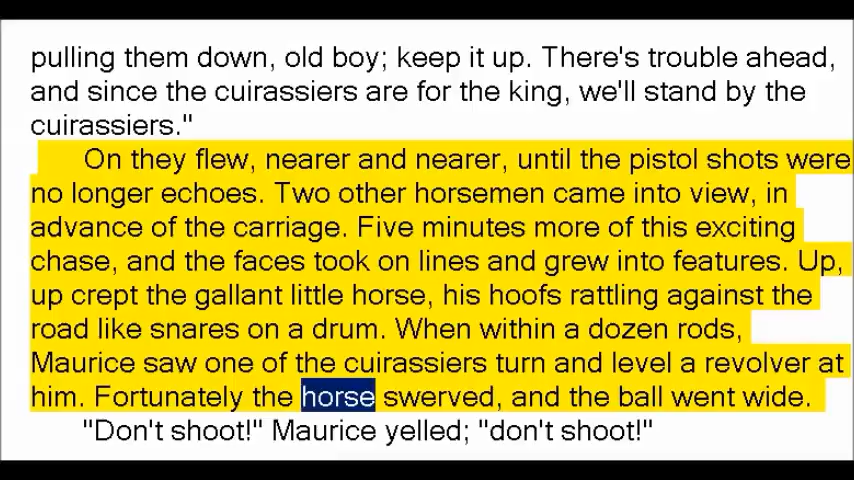 pulling them down, old boy; keep it up. There's trouble ahead,
and since the cuirassiers are for the king, we'll stand by the
cuirassiers."
On they flew, nearer and nearer, until the pistol shots were
no longer echoes. Two other horsemen came into view, in
advance of the carriage. Five minutes more of this exciting
chase, and the faces took on lines and grew into features. Up,
up crept the gallant little horse, his hoofs rattling against the
road like snares on a drum. When within a dozen rods,
Maurice saw one of the cuirassiers turn and level a revolver at
him. Fortunately the horse swerved, and the ball went wide.
"Don't shoot!" Maurice yelled; "don't shoot!"